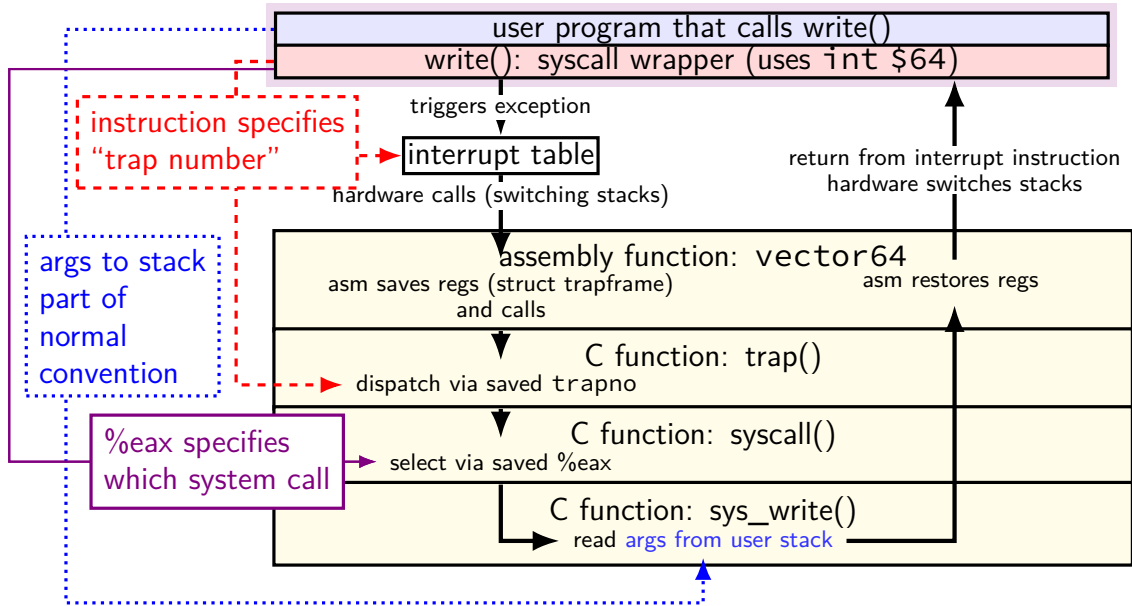 user program that calls write()
write(): syscall wrapper (uses int $64)
triggers exception
instruction specifies
“trap number”
interrupt table
return from interrupt instruction
hardware switches stacks
hardware calls (switching stacks)
args to stack
part of
normal
convention
assembly function: vector64
asm saves regs (struct trapframe)
and calls
asm restores regs
C function: trap()
dispatch via saved trapno
%eax specifies
which system call
C function: syscall()
select via saved %eax
C function: sys_write()
read args from user stack